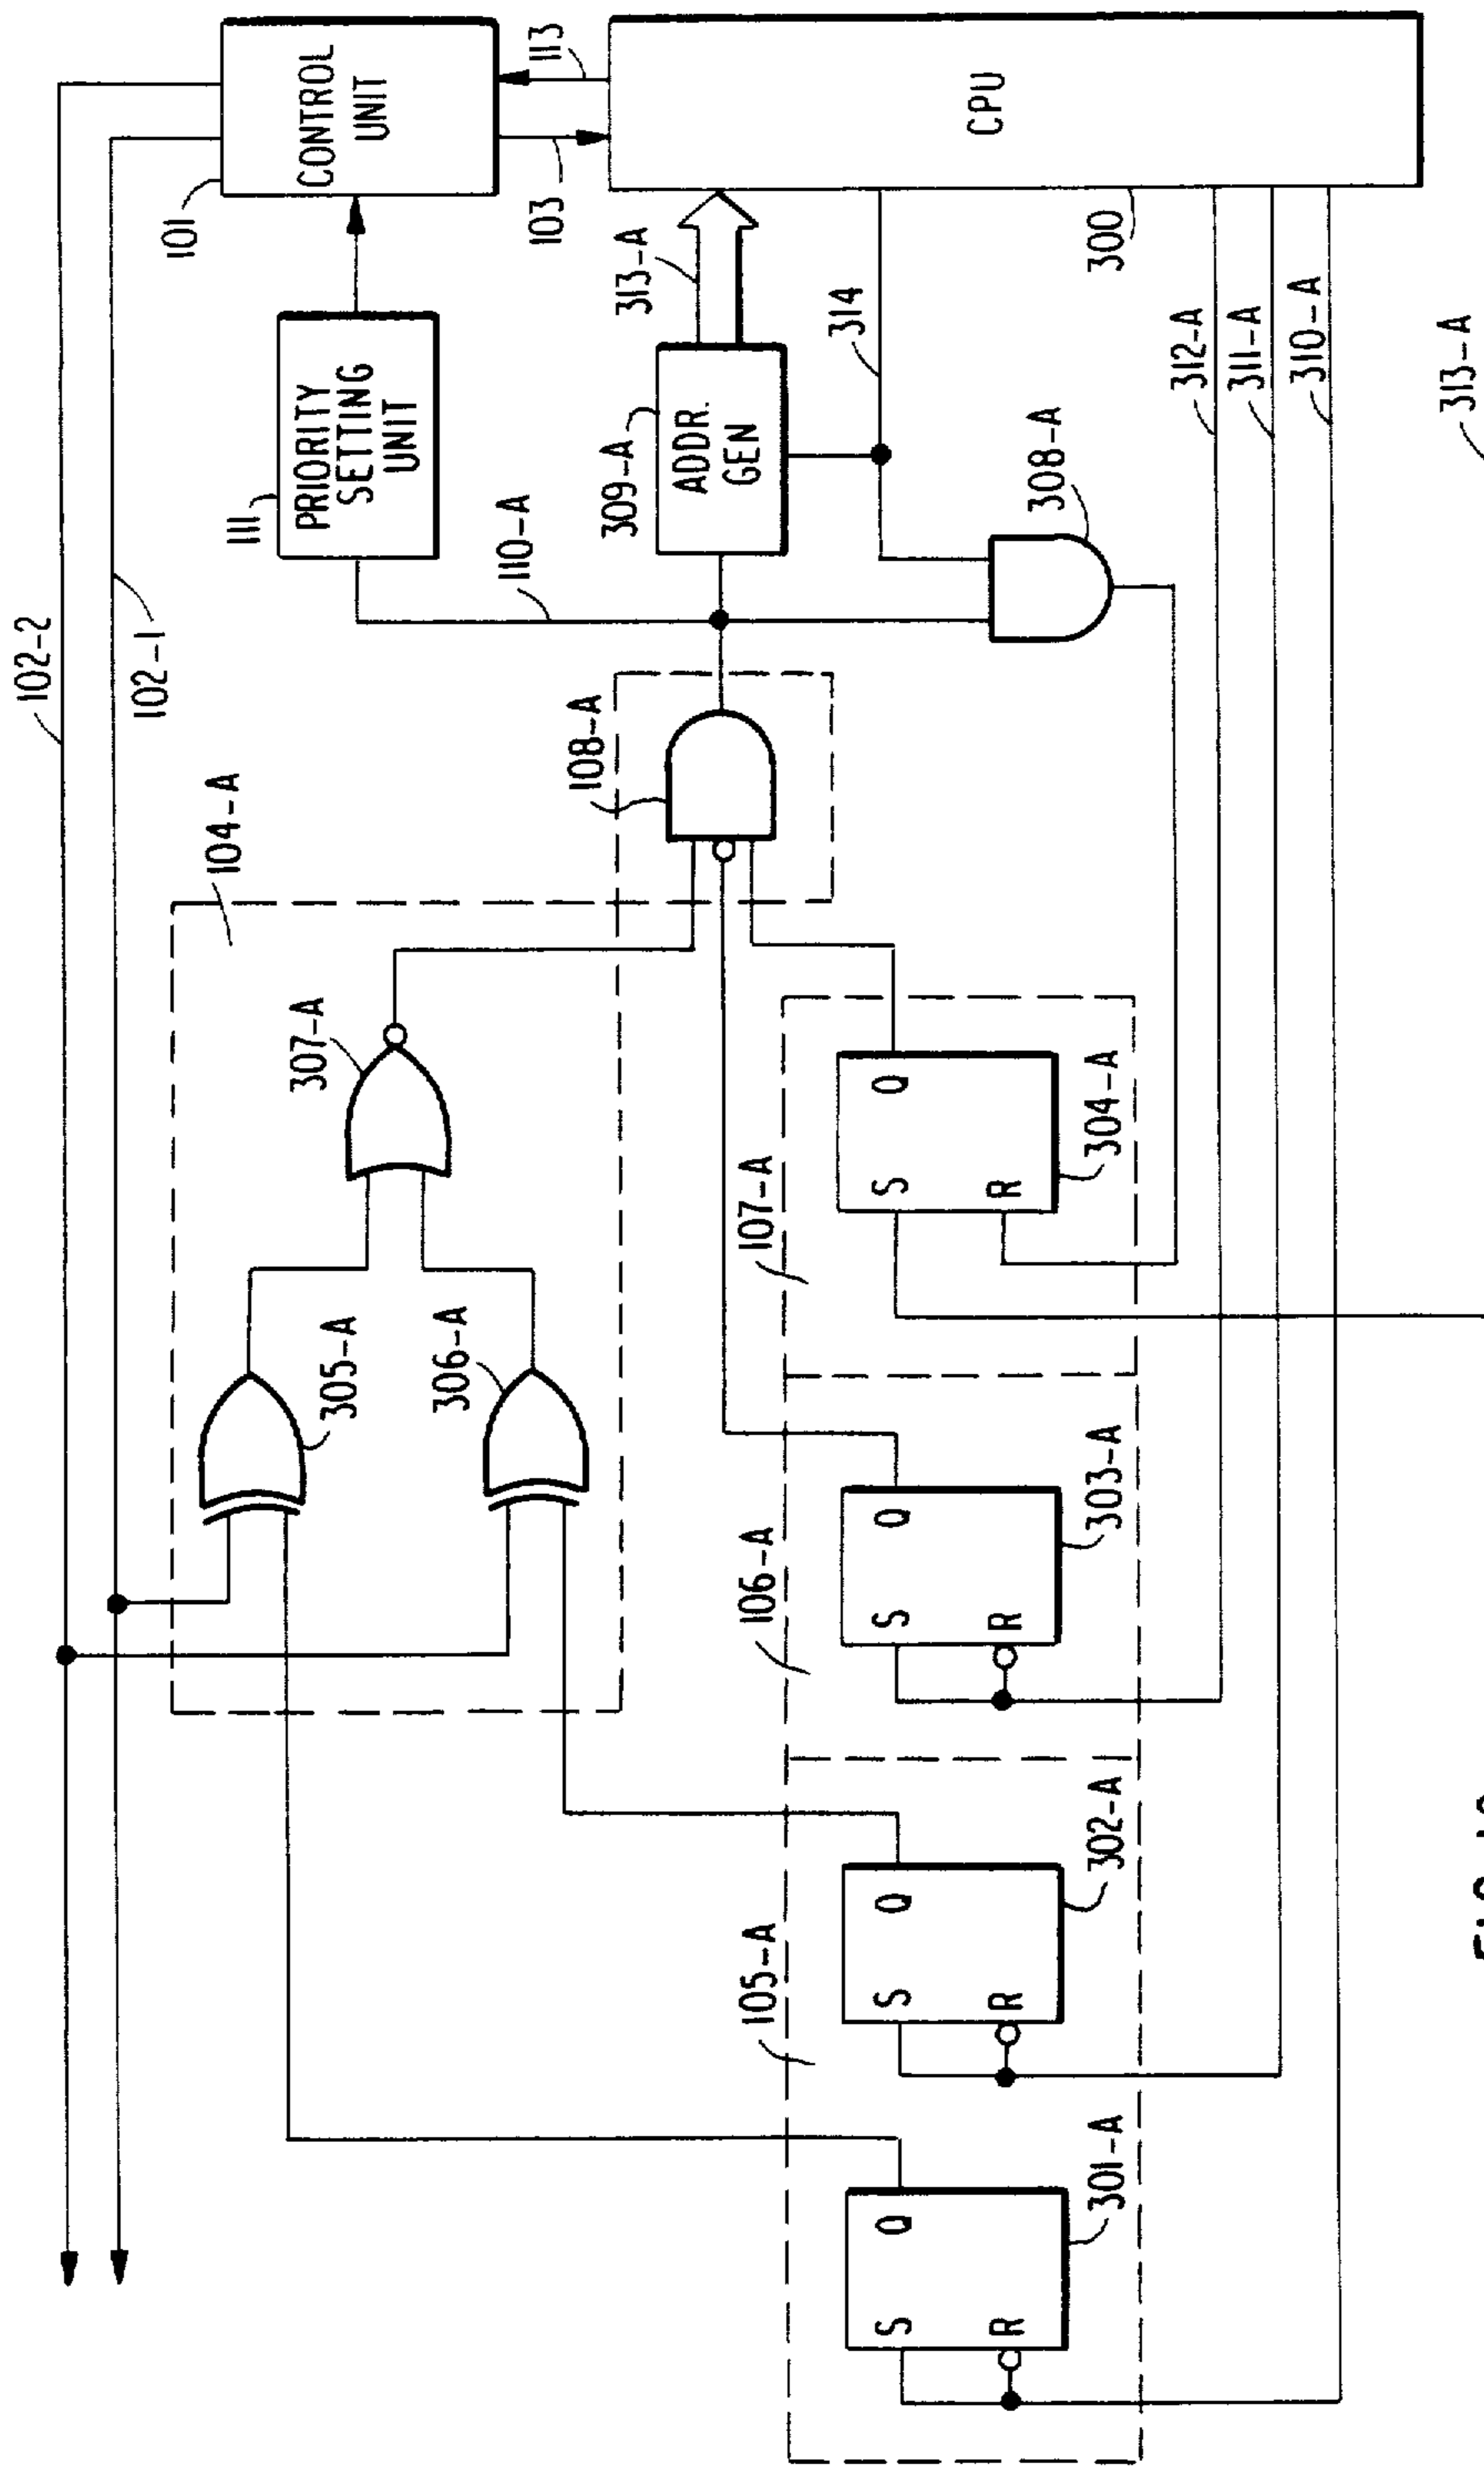 102-2
102-1
101
CONTROL
UNIT
111
PRIORITY
SETTING
UNIT
113
103
110-A
104-A
108-A
307-A
305-A
306-A
309-A
ADDR.
GEN
313-A
314
308-A
CPU
300
312-A
311-A
310-A
105-A
106-A
107-A
S
Q
R
301-A
S
Q
R
302-A
S
Q
R
303-A
S
Q
R
304-A
313-A